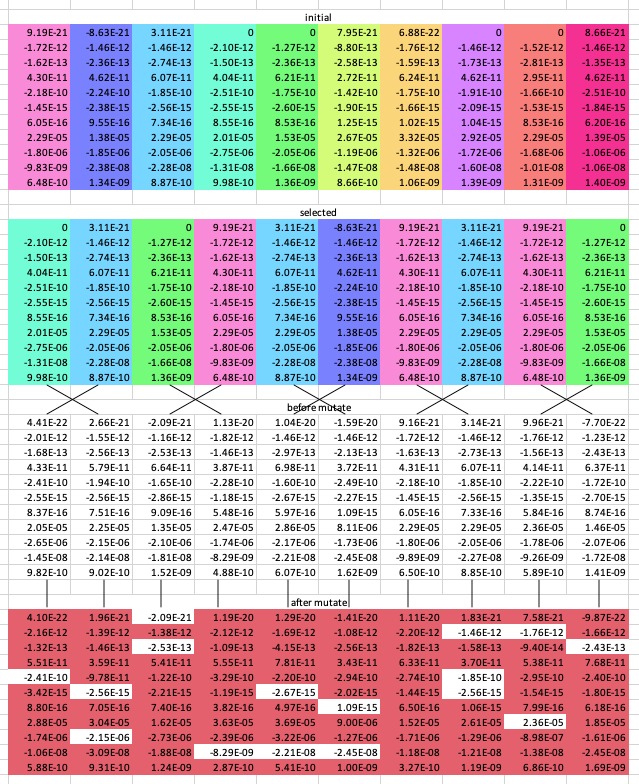 initial
9.19E-21 -8.63E-21 3.11E-21 0 0 7.95E-21 6.88E-22 0 0 8.66E-21
-1.72E-12 -1.46E-12 -1.46E-12 -2.10E-12 -1.27E-12 -8.80E-13 -1.76E-12 -1.46E-12 -1.52E-12 -1.46E-12
-1.62E-13 -2.36E-13 -2.74E-13 -1.50E-13 -2.36E-13 -2.58E-13 -1.59E-13 -1.73E-13 -2.81E-13 -1.35E-13
4.30E-11 4.62E-11 6.07E-11 4.04E-11 6.21E-11 2.72E-11 6.24E-11 4.62E-11 2.95E-11 4.62E-11
-2.18E-10 -2.24E-10 -1.85E-10 -2.51E-10 -1.75E-10 -1.42E-10 -1.75E-10 -1.91E-10 -1.66E-10 -2.51E-10
-1.45E-15 -2.38E-15 -2.56E-15 -2.55E-15 -2.60E-15 -1.90E-15 -1.66E-15 -2.09E-15 -1.53E-15 -1.84E-15
6.05E-16 9.55E-16 7.34E-16 8.55E-16 8.53E-16 1.25E-15 1.02E-15 1.04E-15 8.53E-16 6.20E-16
2.29E-05 1.38E-05 2.29E-05 2.01E-05 1.53E-05 2.67E-05 3.32E-05 2.92E-05 2.29E-05 1.39E-05
-1.80E-06 -1.85E-06 -2.05E-06 -2.75E-06 -2.05E-06 -1.19E-06 -1.32E-06 -1.72E-06 -1.68E-06 -1.06E-06
-9.83E-09 -2.38E-08 -2.28E-08 -1.31E-08 -1.66E-08 -1.47E-08 -1.48E-08 -1.60E-08 -1.01E-08 -1.06E-08
6.48E-10 1.34E-09 8.87E-10 9.98E-10 1.36E-09 8.66E-10 1.06E-09 1.39E-09 1.31E-09 1.40E-09
selected
0 3.11E-21 0 9.19E-21 3.11E-21 -8.63E-21 9.19E-21 3.11E-21 9.19E-21 0
-2.10E-12 -1.46E-12 -1.27E-12 -1.72E-12 -1.46E-12 -1.46E-12 -1.72E-12 -1.46E-12 -1.72E-12 -1.27E-12
-1.50E-13 -2.74E-13 -2.36E-13 -1.62E-13 -2.74E-13 -2.36E-13 -1.62E-13 -2.74E-13 -1.62E-13 -2.36E-13
4.04E-11 6.07E-11 6.21E-11 4.30E-11 6.07E-11 4.62E-11 4.30E-11 6.07E-11 4.30E-11 6.21E-11
-2.51E-10 -1.85E-10 -1.75E-10 -2.18E-10 -1.85E-10 -2.24E-10 -2.18E-10 -1.85E-10 -2.18E-10 -1.75E-10
-2.55E-15 -2.56E-15 -2.60E-15 -1.45E-15 -2.56E-15 -2.38E-15 -1.45E-15 -2.56E-15 -1.45E-15 -2.60E-15
8.55E-16 7.34E-16 8.53E-16 6.05E-16 7.34E-16 9.55E-16 6.05E-16 7.34E-16 6.05E-16 8.53E-16
2.01E-05 2.29E-05 1.53E-05 2.29E-05 2.29E-05 1.38E-05 2.29E-05 2.29E-05 2.29E-05 1.53E-05
-2.75E-06 -2.05E-06 -2.05E-06 -1.80E-06 -2.05E-06 -1.85E-06 -1.80E-06 -2.05E-06 -1.80E-06 -2.05E-06
-1.31E-08 -2.28E-08 -1.66E-08 -9.83E-09 -2.28E-08 -2.38E-08 -9.83E-09 -2.28E-08 -9.83E-09 -1.66E-08
9.98E-10 8.87E-10 1.36E-09 6.48E-10 8.87E-10 1.34E-09 6.48E-10 8.87E-10 6.48E-10 1.36E-09
before mutate
4.41E-22 2.66E-21 -2.09E-21 1.13E-20 1.04E-20 -1.59E-20 9.16E-21 3.14E-21 9.96E-21 -7.70E-22
-2.01E-12 -1.55E-12 -1.16E-12 -1.82E-12 -1.46E-12 -1.46E-12 -1.72E-12 -1.46E-12 -1.76E-12 -1.23E-12
-1.68E-13 -2.56E-13 -2.53E-13 -1.46E-13 -2.97E-13 -2.13E-13 -1.63E-13 -2.73E-13 -1.56E-13 -2.43E-13
4.33E-11 5.79E-11 6.64E-11 3.87E-11 6.98E-11 3.72E-11 4.31E-11 6.07E-11 4.14E-11 6.37E-11
-2.41E-10 -1.94E-10 -1.65E-10 -2.28E-10 -1.60E-10 -2.49E-10 -2.18E-10 -1.85E-10 -2.22E-10 -1.72E-10
-2.55E-15 -2.56E-15 -2.86E-15 -1.18E-15 -2.67E-15 -2.27E-15 -1.45E-15 -2.56E-15 -1.35E-15 -2.70E-15
8.37E-16 7.51E-16 9.09E-16 5.48E-16 5.97E-16 1.09E-15 6.05E-16 7.33E-16 5.84E-16 8.74E-16
2.05E-05 2.25E-05 1.35E-05 2.47E-05 2.86E-05 8.11E-06 2.29E-05 2.29E-05 2.36E-05 1.46E-05
-2.65E-06 -2.15E-06 -2.10E-06 -1.74E-06 -2.17E-06 -1.73E-06 -1.80E-06 -2.05E-06 -1.78E-06 -2.07E-06
-1.45E-08 -2.14E-08 -1.81E-08 -8.29E-09 -2.21E-08 -2.45E-08 -9.89E-09 -2.27E-08 -9.26E-09 -1.72E-08
9.82E-10 9.02E-10 1.52E-09 4.88E-10 6.07E-10 1.62E-09 6.50E-10 8.85E-10 5.89E-10 1.41E-09
after mutate
4.10E-22 1.96E-21 -2.09E-21 1.19E-20 1.29E-20 -1.41E-20 1.11E-20 1.83E-21 7.58E-21 -9.87E-22
-2.16E-12 -1.39E-12 -1.38E-12 -2.12E-12 -1.69E-12 -1.08E-12 -2.20E-12 -1.46E-12 -1.76E-12 -1.66E-12
-1.32E-13 -1.46E-13 -2.53E-13 -1.09E-13 -4.15E-13 -2.56E-13 -1.82E-13 -1.58E-13 -9.40E-14 -2.43E-13
5.51E-11 3.59E-11 5.41E-11 5.55E-11 7.81E-11 3.43E-11 6.33E-11 3.70E-11 5.38E-11 7.68E-11
-2.41E-10 -9.78E-11 -1.22E-10 -3.29E-10 -2.20E-10 -2.94E-10 -2.74E-10 -1.85E-10 -2.95E-10 -2.40E-10
-3.42E-15 -2.56E-15 -2.21E-15 -1.19E-15 -2.67E-15 -2.02E-15 -1.44E-15 -2.56E-15 -1.54E-15 -1.80E-15
8.80E-16 7.05E-16 7.40E-16 3.82E-16 4.97E-16 1.09E-15 6.50E-16 1.06E-15 7.99E-16 6.18E-16
2.88E-05 3.04E-05 1.62E-05 3.63E-05 3.69E-05 9.00E-06 1.52E-05 2.61E-05 2.36E-05 1.85E-05
-1.74E-06 -2.15E-06 -2.73E-06 -2.39E-06 -3.22E-06 -1.27E-06 -1.71E-06 -1.29E-06 -8.98E-07 -1.61E-06
-1.06E-08 -3.09E-08 -1.88E-08 -8.29E-09 -2.21E-08 -2.45E-08 -1.18E-08 -1.21E-08 -1.38E-08 -2.13E-08
5.88E-10 9.31E-10 1.24E-09 2.87E-10 5.41E-10 1.00E-09 3.27E-10 1.19E-09 6.86E-10 1.69E-09